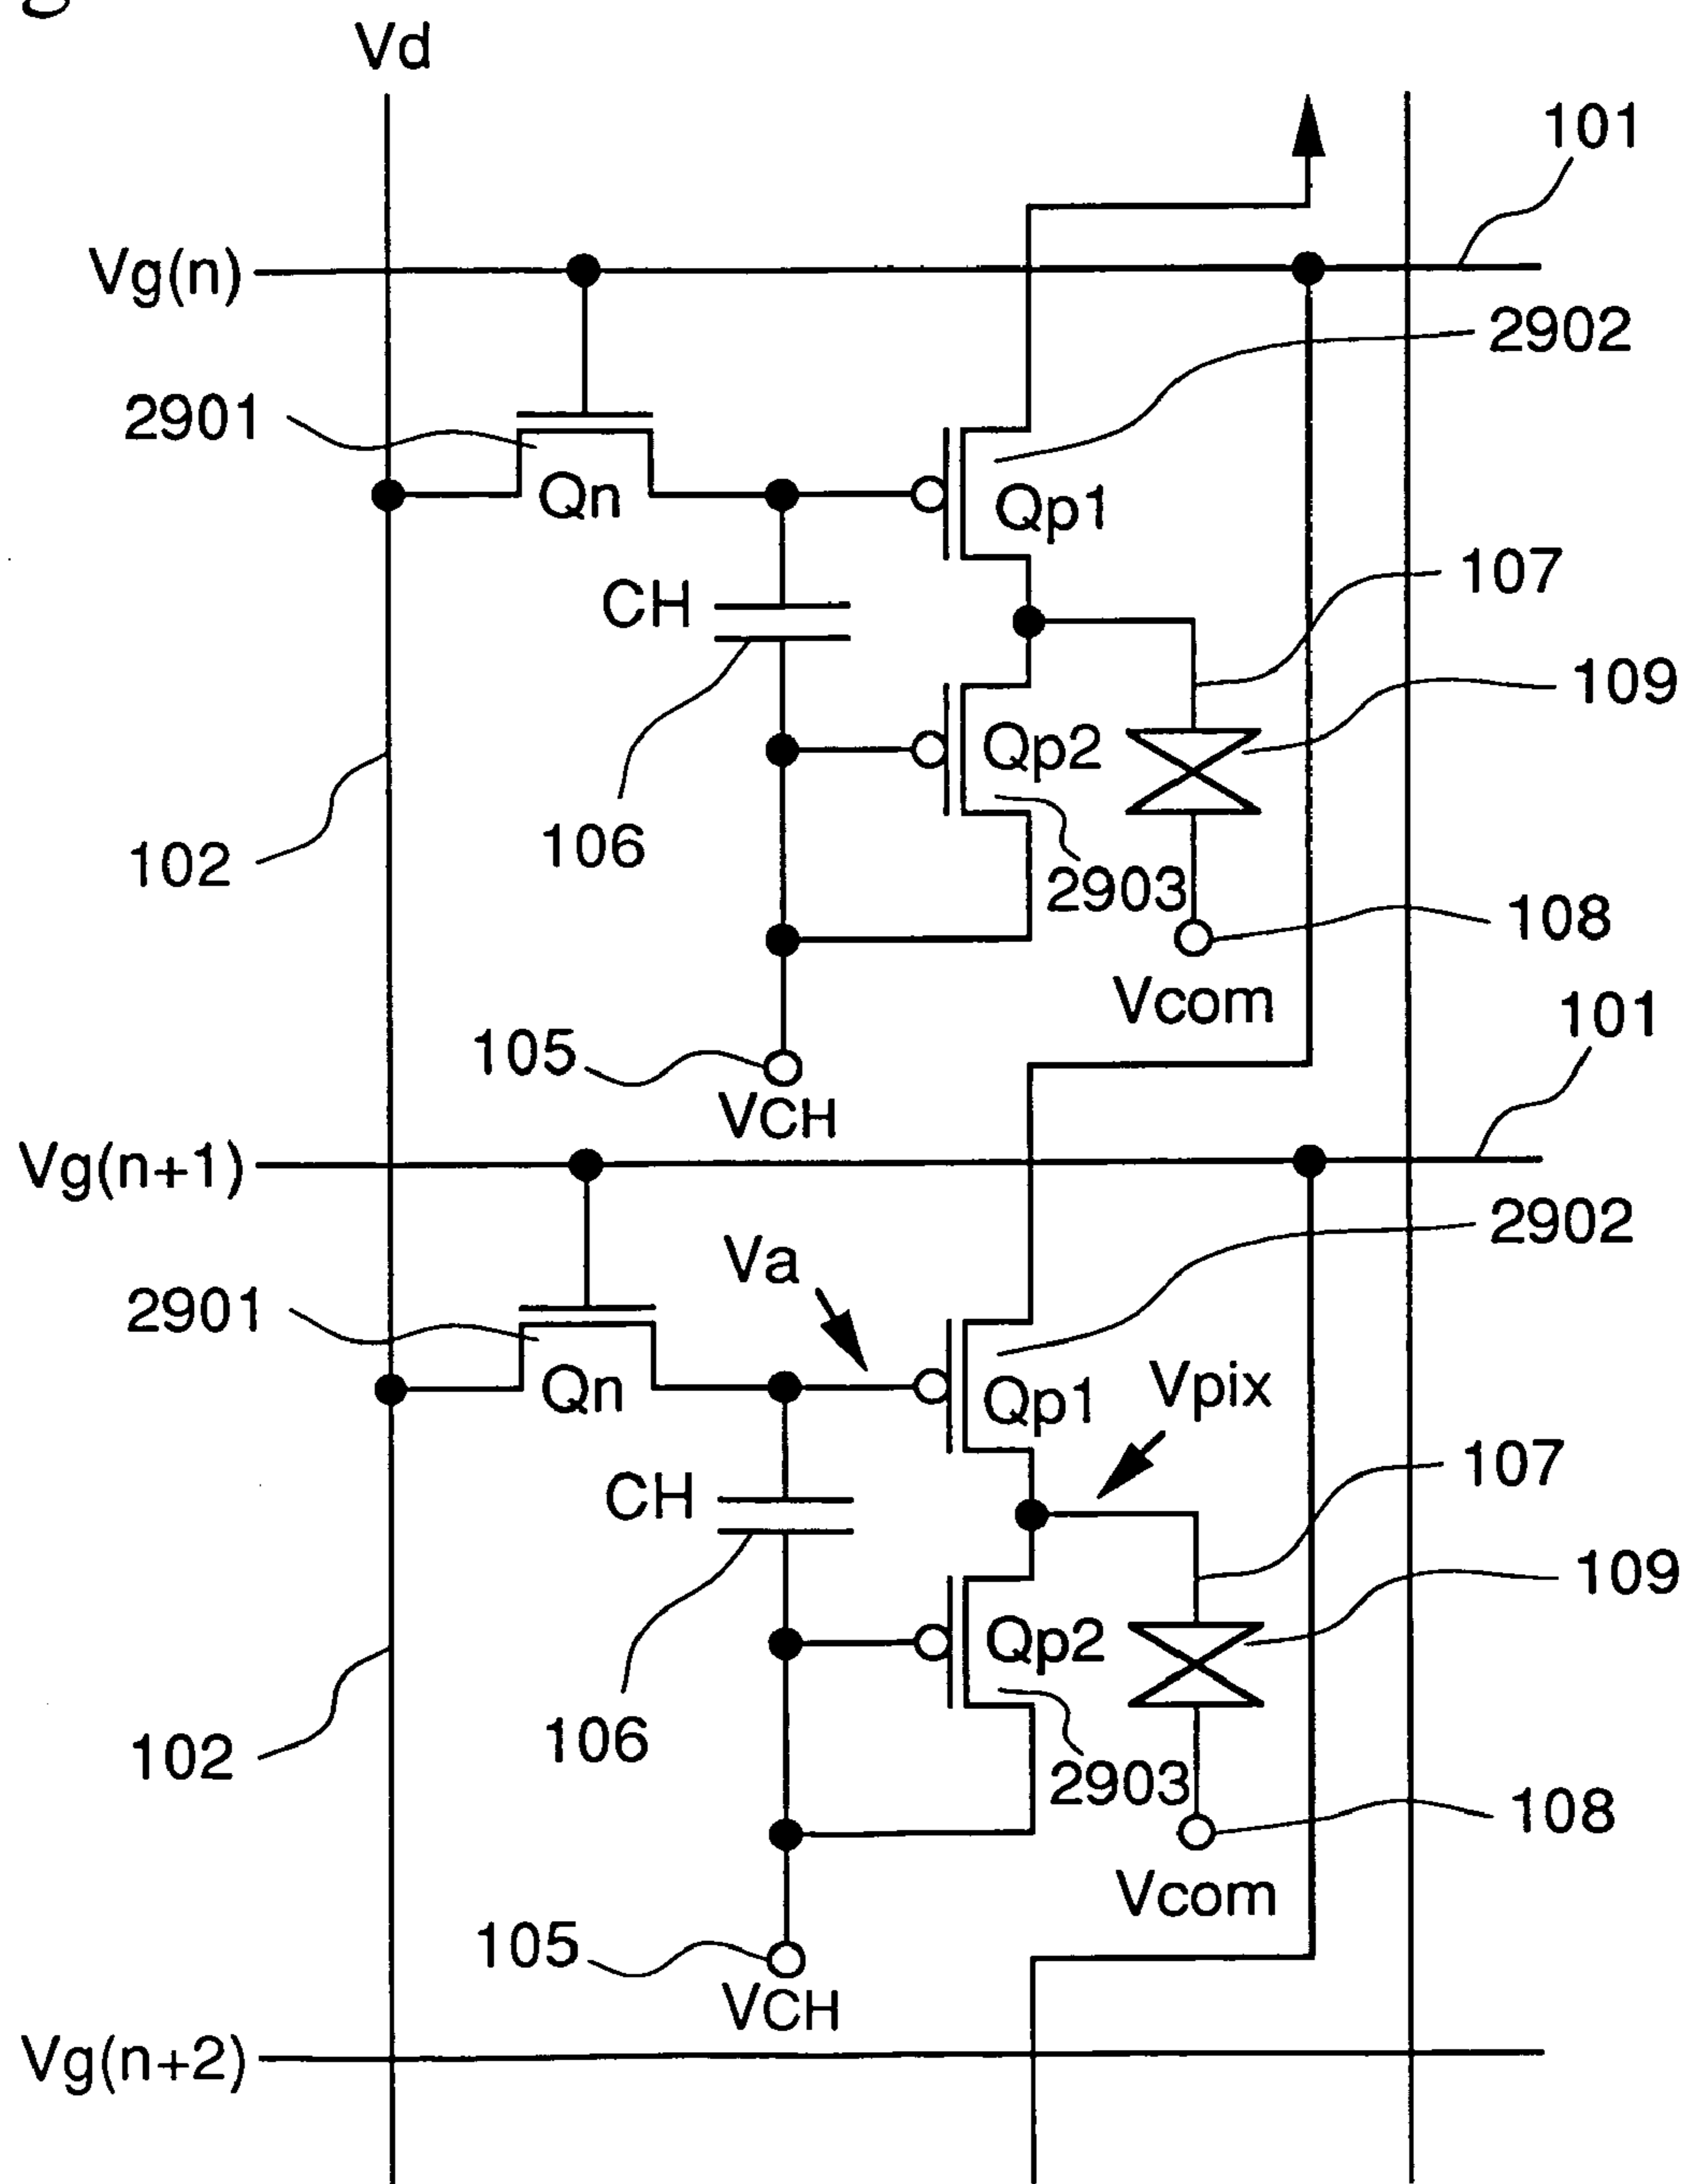 Vd
101
Vg(n)
2902
2901
Qn
Qp1
107
CH
109
Qp2
102
106
2903
108
Vcom
101
105
VCH
Vg(n+1)
2902
Va
2901
Vpix
Qn
Qp1
107
CH
109
Qp2
102
106
2903
108
Vcom
105
VCH
Vg(n+2)